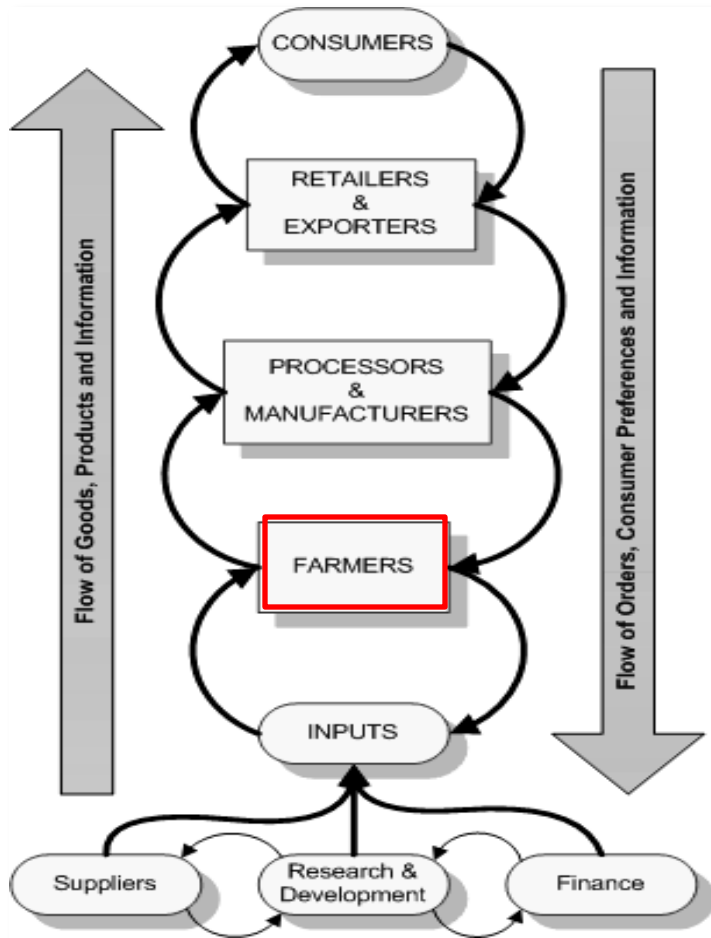 CONSUMERS
RETAILERS
&
EXPORTERS
PROCESSORS
&
MANUFACTURERS
FARMERS
INPUTS
Suppliers
Research &
Development
Finance
Flow of Goods, Products and Information
Flow of Orders, Consumer Preferences and Information